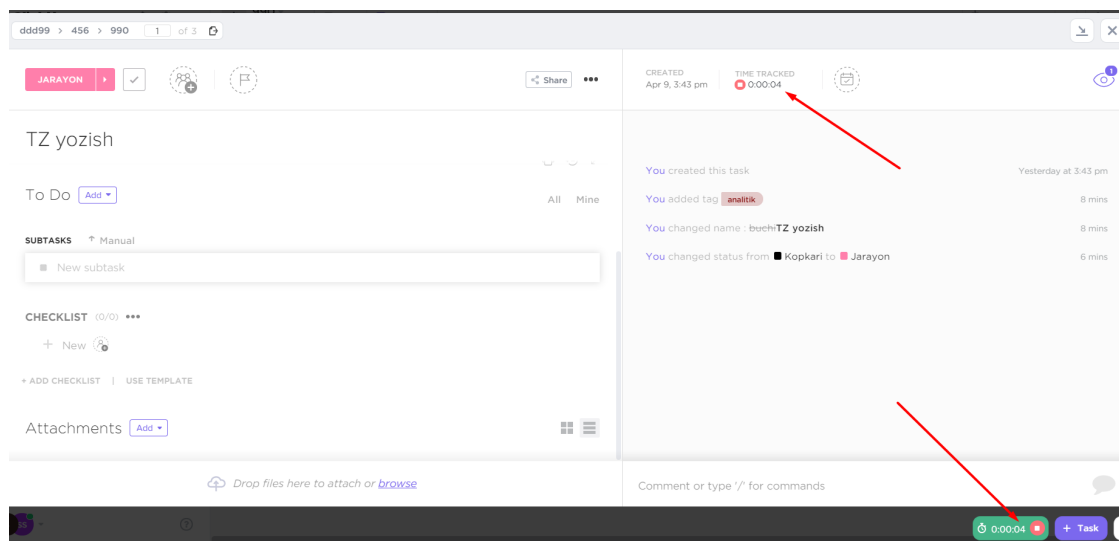 ddd99 > 456 > 990 1 of 3
JARAYON
Share
CREATED
Apr 9, 3:43 pm
TIME TRACKED
0:00:04
1
TZ yozish
To Do Add
All Mine
SUBTASKS Manual
New subtask
CHECKLIST (0/0)
+ New
+ ADD CHECKLIST | USE TEMPLATE
Attachments Add
Drop files here to attach or browse
You created this task Yesterday at 3:43 pm
You added tag analitik 8 mins
You changed name : buchiTZ yozish 8 mins
You changed status from Kopkari to Jarayon 6 mins
Comment or type '/' for commands
SS
0:00:04
+ Task